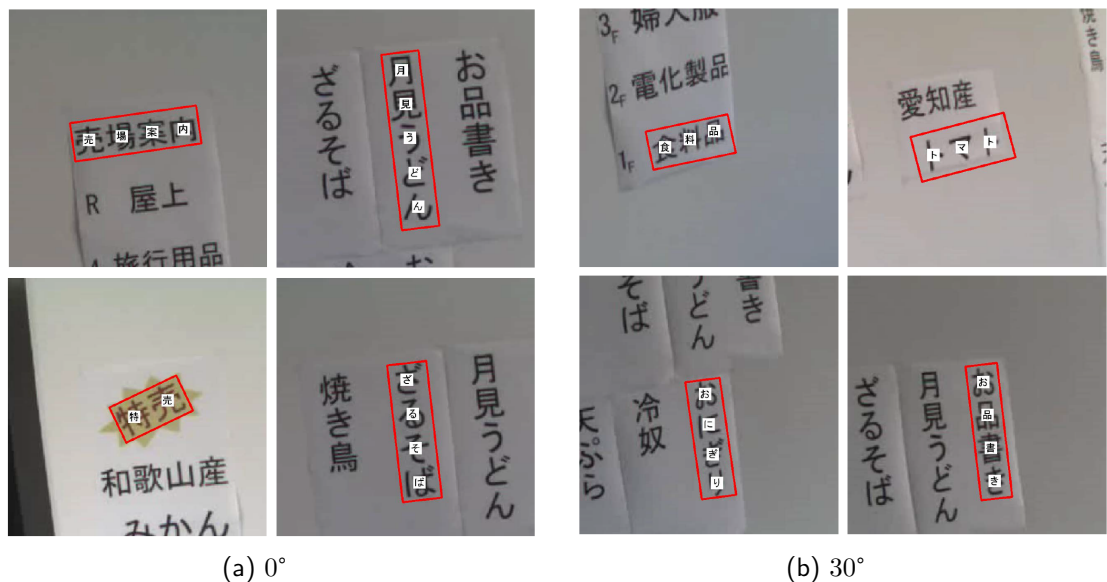 売場案内
R 屋上
旅行用品
お品書き
月見うどん
ざるそば
3F 婦人服
2F 電化製品
1F 食料品
愛知産
トマト
焼き鳥
特売
和歌山産
みかん
月見うどん
ざるそば
焼き鳥
書き
うどん
そば
おにぎり
冷奴
天ぷら
お品書き
月見うどん
ざるそば
(a) 0°
(b) 30°